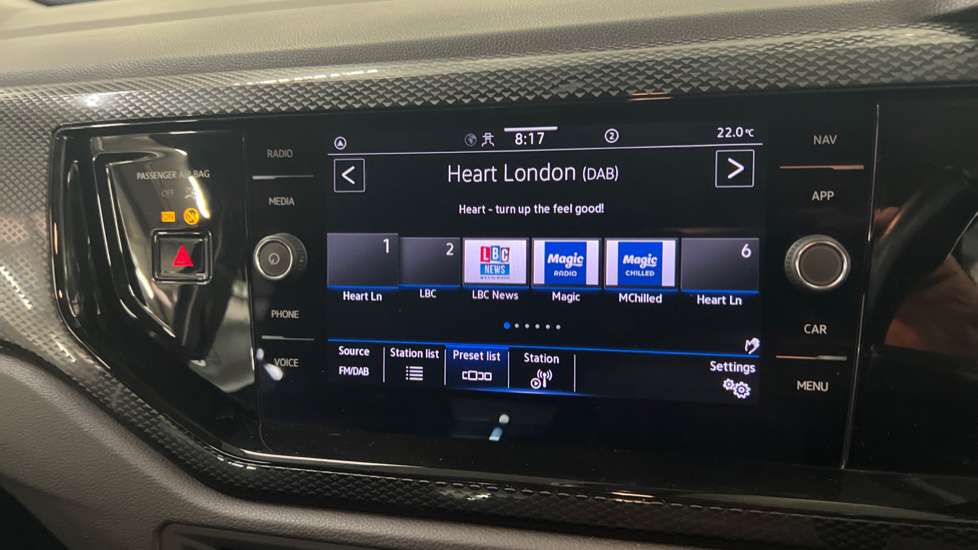 8:17
2
22.0°C
Heart London (DAB)
Heart - turn up the feel good!
1
2
LBC
NEWS
Magic
RADIO
Magic
CHILLED
6
Heart Ln
LBC
LBC News
Magic
MChilled
Heart Ln
Source
FM/DAB
Station list
Preset list
Station
Settings
RADIO
MEDIA
PHONE
VOICE
NAV
APP
CAR
MENU
PASSENGER AIRBAG
OFF